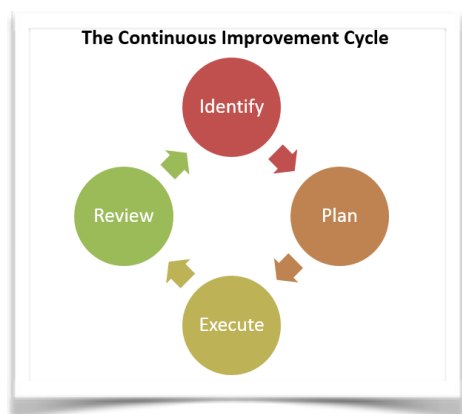 The Continuous Improvement Cycle
Identify
Plan
Execute
Review